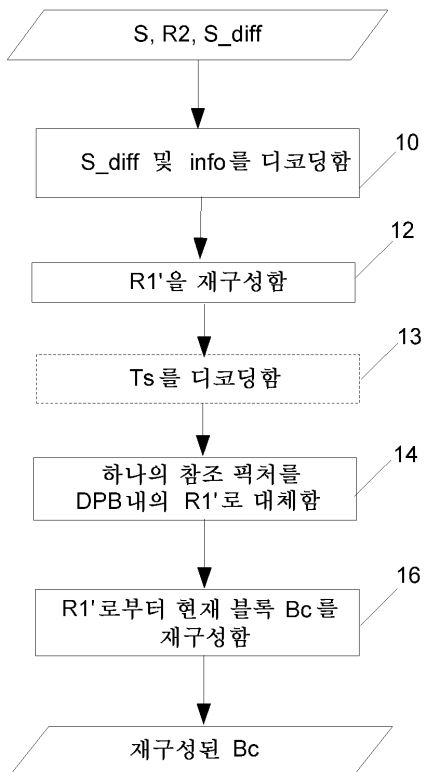 S, R2, S_diff
S_diff 및 info를 디코딩함
10
R1'을 재구성함
12
Ts를 디코딩함
13
하나의 참조 픽처를
DPB내의 R1'로 대체함
14
R1'로부터 현재 블록 Bc를
재구성함
16
재구성된 Bc